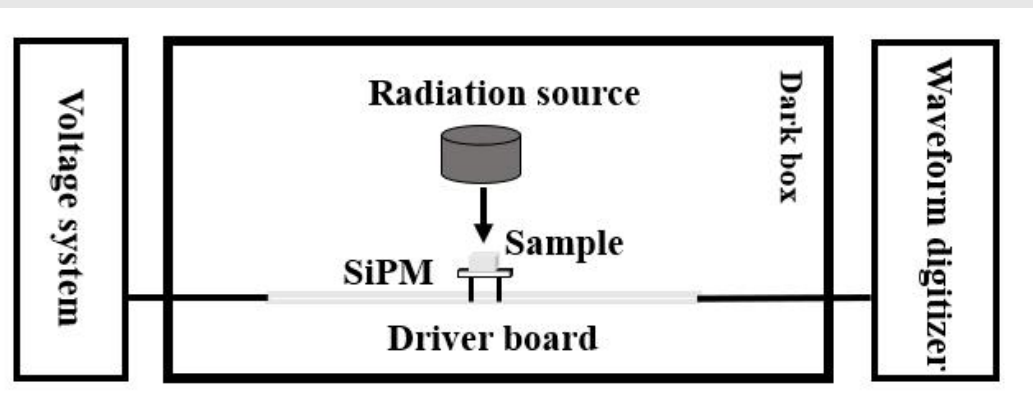 Voltage system
Radiation source
Dark box
Sample
SiPM
Driver board
Waveform digitizer